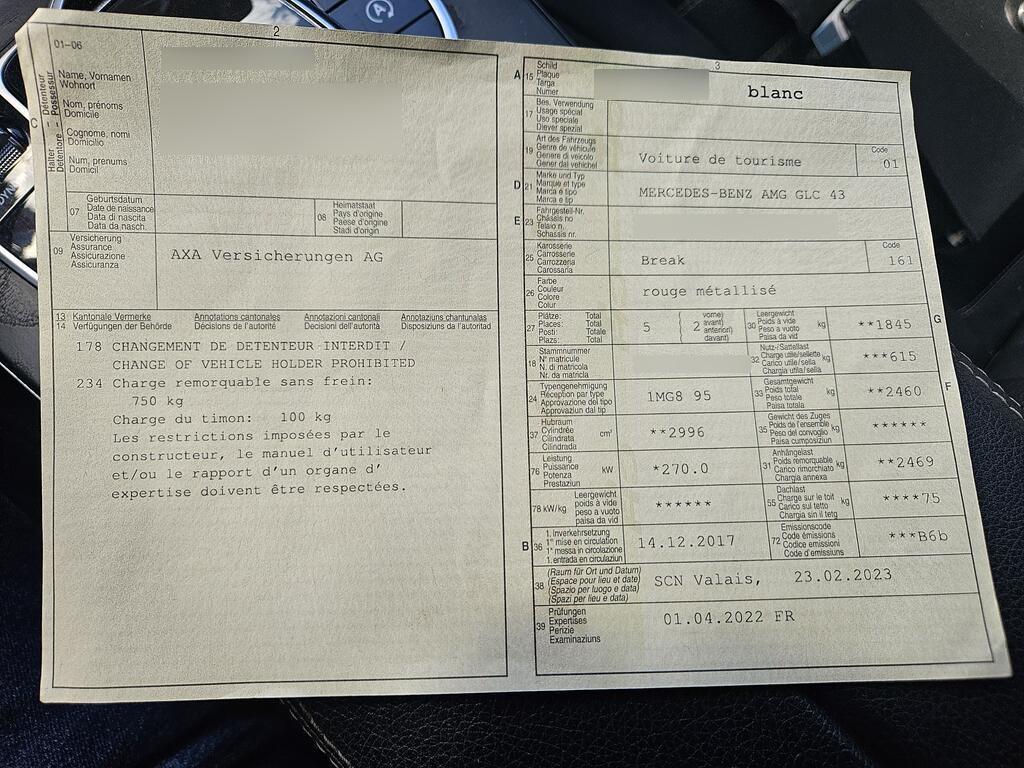 2
01-06
C
Halter - Détenteur
Detentore - Possessur
Name, Vornamen
Wohnort
Nom, prénoms
Domicile
Cognome, nomi
Domicilio
Num, prenums
Domicil
07
Geburtsdatum
Date de naissance
Data di nascita
Data da nasch.
08
Heimatstaat
Pays d'origine
Paese d'origine
Stadi d'origin
09
Versicherung
Assurance
Assicurazione
Assicuranza
AXA Versicherungen AG
13 Kantonale Vermerke Annotations cantonales Annotazioni cantonali Annotaziuns chantunalas
14 Verfügungen der Behörde Décisions de l'autorité Decisioni dell'autorità Disposiziuns da l'autoritad
178 CHANGEMENT DE DETENTEUR INTERDIT /
CHANGE OF VEHICLE HOLDER PROHIBITED
234 Charge remorquable sans frein:
750 kg
Charge du timon: 100 kg
Les restrictions imposées par le
constructeur, le manuel d'utilisateur
et/ou le rapport d'un organe d'
expertise doivent être respectées.
3
A 15
Schild
Plaque
Targa
Numer
blanc
17
Bes. Verwendung
Usage spécial
Uso speciale
Diever spezial
19
Art des Fahrzeugs
Genre de véhicule
Genere di veicolo
Gener dal vehichel
Voiture de tourisme
Code
01
D 21
Marke und Typ
Marque et type
Marca e tipo
Marca e tip
MERCEDES-BENZ AMG GLC 43
E 23
Fahrgestell-Nr.
Châssis no
Telaio n.
Schassis nr.
25
Karosserie
Carrosserie
Carrozzeria
Carossaria
Break
Code
161
26
Farbe
Couleur
Colore
Colur
rouge métallisé
27
Plätze: Total
Places: Total
Posti: Totale
Plazs: Total
5
2
vorne)
avant)
anteriori)
davant)
30
Leergewicht
Poids à vide
Peso a vuoto
Paisa vid
kg
**1845
G
18
Stammnummer
N° matricule
N. di matricola
Nr. da matricla
32
Nutz-/Sattellast
Charge utile/sellette
Carico utile/sella
Chargia utila/sella
kg
***615
24
Typengenehmigung
Réception par type
Approvazione del tipo
Approvaziun dal tip
1MG8 95
33
Gesamtgewicht
Poids total
Peso totale
Paisa totala
kg
**2460
F
37
Hubraum
Cylindrée
Cilindrata
Cilindrada
cm³
**2996
35
Gewicht des Zuges
Poids de l'ensemble
Peso del convoglio
Paisa cumposiziun
kg
******
76
Leistung
Puissance
Potenza
Prestaziun
kW
*270.0
31
Anhängelast
Poids remorquable
Carico rimorchiato
Chargia annexa
kg
**2469
78 kW/kg
Leergewicht
poids à vide
peso a vuoto
paisa da vid
******
55
Dachlast
Charge sur le toit
Carico sul tetto
Chargia sin il tetg
kg
****75
B 36
1. Inverkehrsetzung
1re mise en circulation
1a messa in circolazione
1. entrada en circulaziun
14.12.2017
72
Emissionscode
Code émissions
Codice emissioni
Code d'emissiuns
***B6b
38
(Raum für Ort und Datum)
(Espace pour lieu et date)
(Spazio per luogo e data)
(Spazi per lieu e data)
SCN Valais, 23.02.2023
39
Prüfungen
Expertises
Perizie
Examinaziuns
01.04.2022 FR